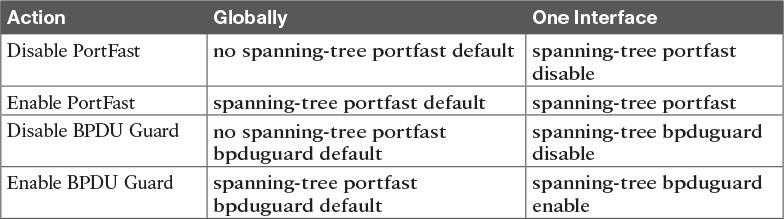 Action Globally One Interface
Disable PortFast no spanning-tree portfast default spanning-tree portfast
disable
Enable PortFast spanning-tree portfast default spanning-tree portfast
Disable BPDU Guard no spanning-tree portfast spanning-tree bpduguard
bpduguard default disable
Enable BPDU Guard spanning-tree portfast spanning-tree bpduguard
bpduguard default enable